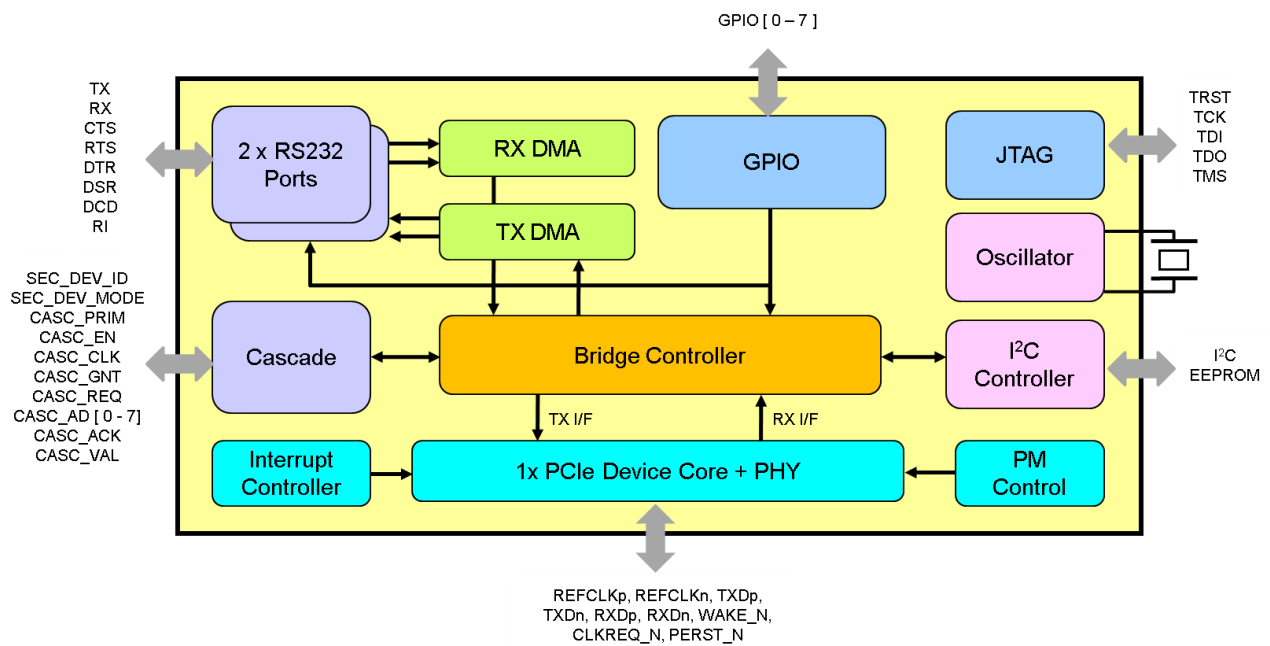 GPIO [ 0 – 7 ]
TX
RX
CTS
RTS
DTR
DSR
DCD
RI
2 x RS232
Ports
RX DMA
TX DMA
GPIO
JTAG
TRST
TCK
TDI
TDO
TMS
Oscillator
SEC_DEV_ID
SEC_DEV_MODE
CASC_PRIM
CASC_EN
CASC_CLK
CASC_GNT
CASC_REQ
CASC_AD [ 0 - 7]
CASC_ACK
CASC_VAL
Cascade
Bridge Controller
I²C
Controller
I²C
EEPROM
TX I/F
RX I/F
Interrupt
Controller
1x PCIe Device Core + PHY
PM
Control
REFCLKp, REFCLKn, TXDp,
TXDn, RXDp, RXDn, WAKE_N,
CLKREQ_N, PERST_N